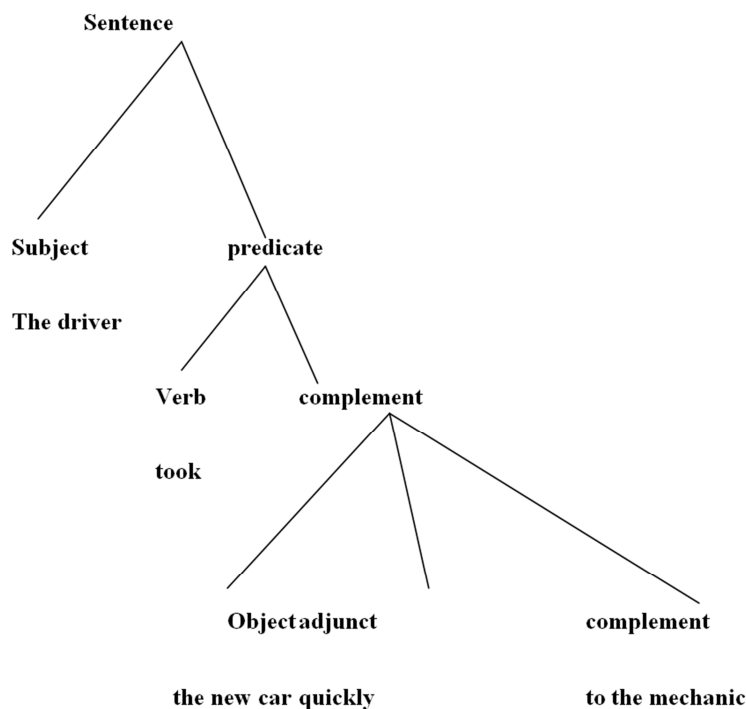 Sentence
Subject predicate
The driver
Verb complement
took
Object adjunct complement
the new car quickly to the mechanic